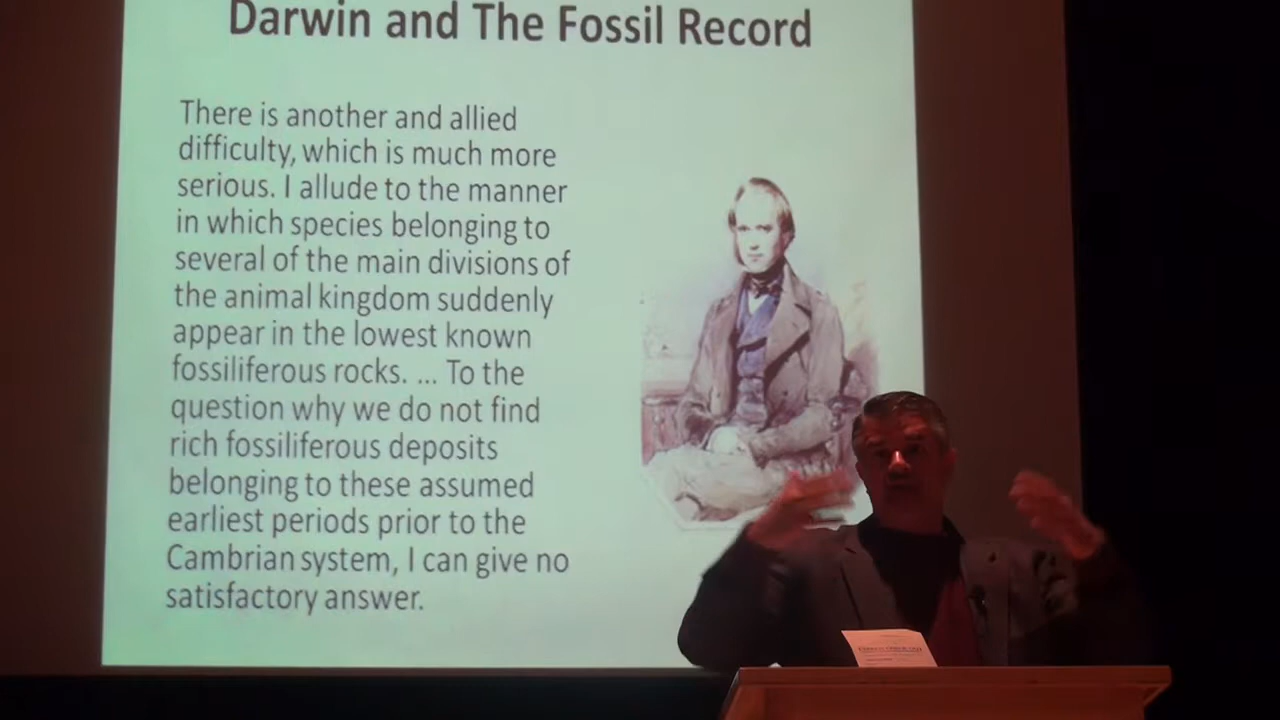 Darwin and The Fossil Record
There is another and allied
difficulty, which is much more
serious. I allude to the manner
in which species belonging to
several of the main divisions of
the animal kingdom suddenly
appear in the lowest known
fossiliferous rocks. ... To the
question why we do not find
rich fossiliferous deposits
belonging to these assumed
earliest periods prior to the
Cambrian system, I can give no
satisfactory answer.